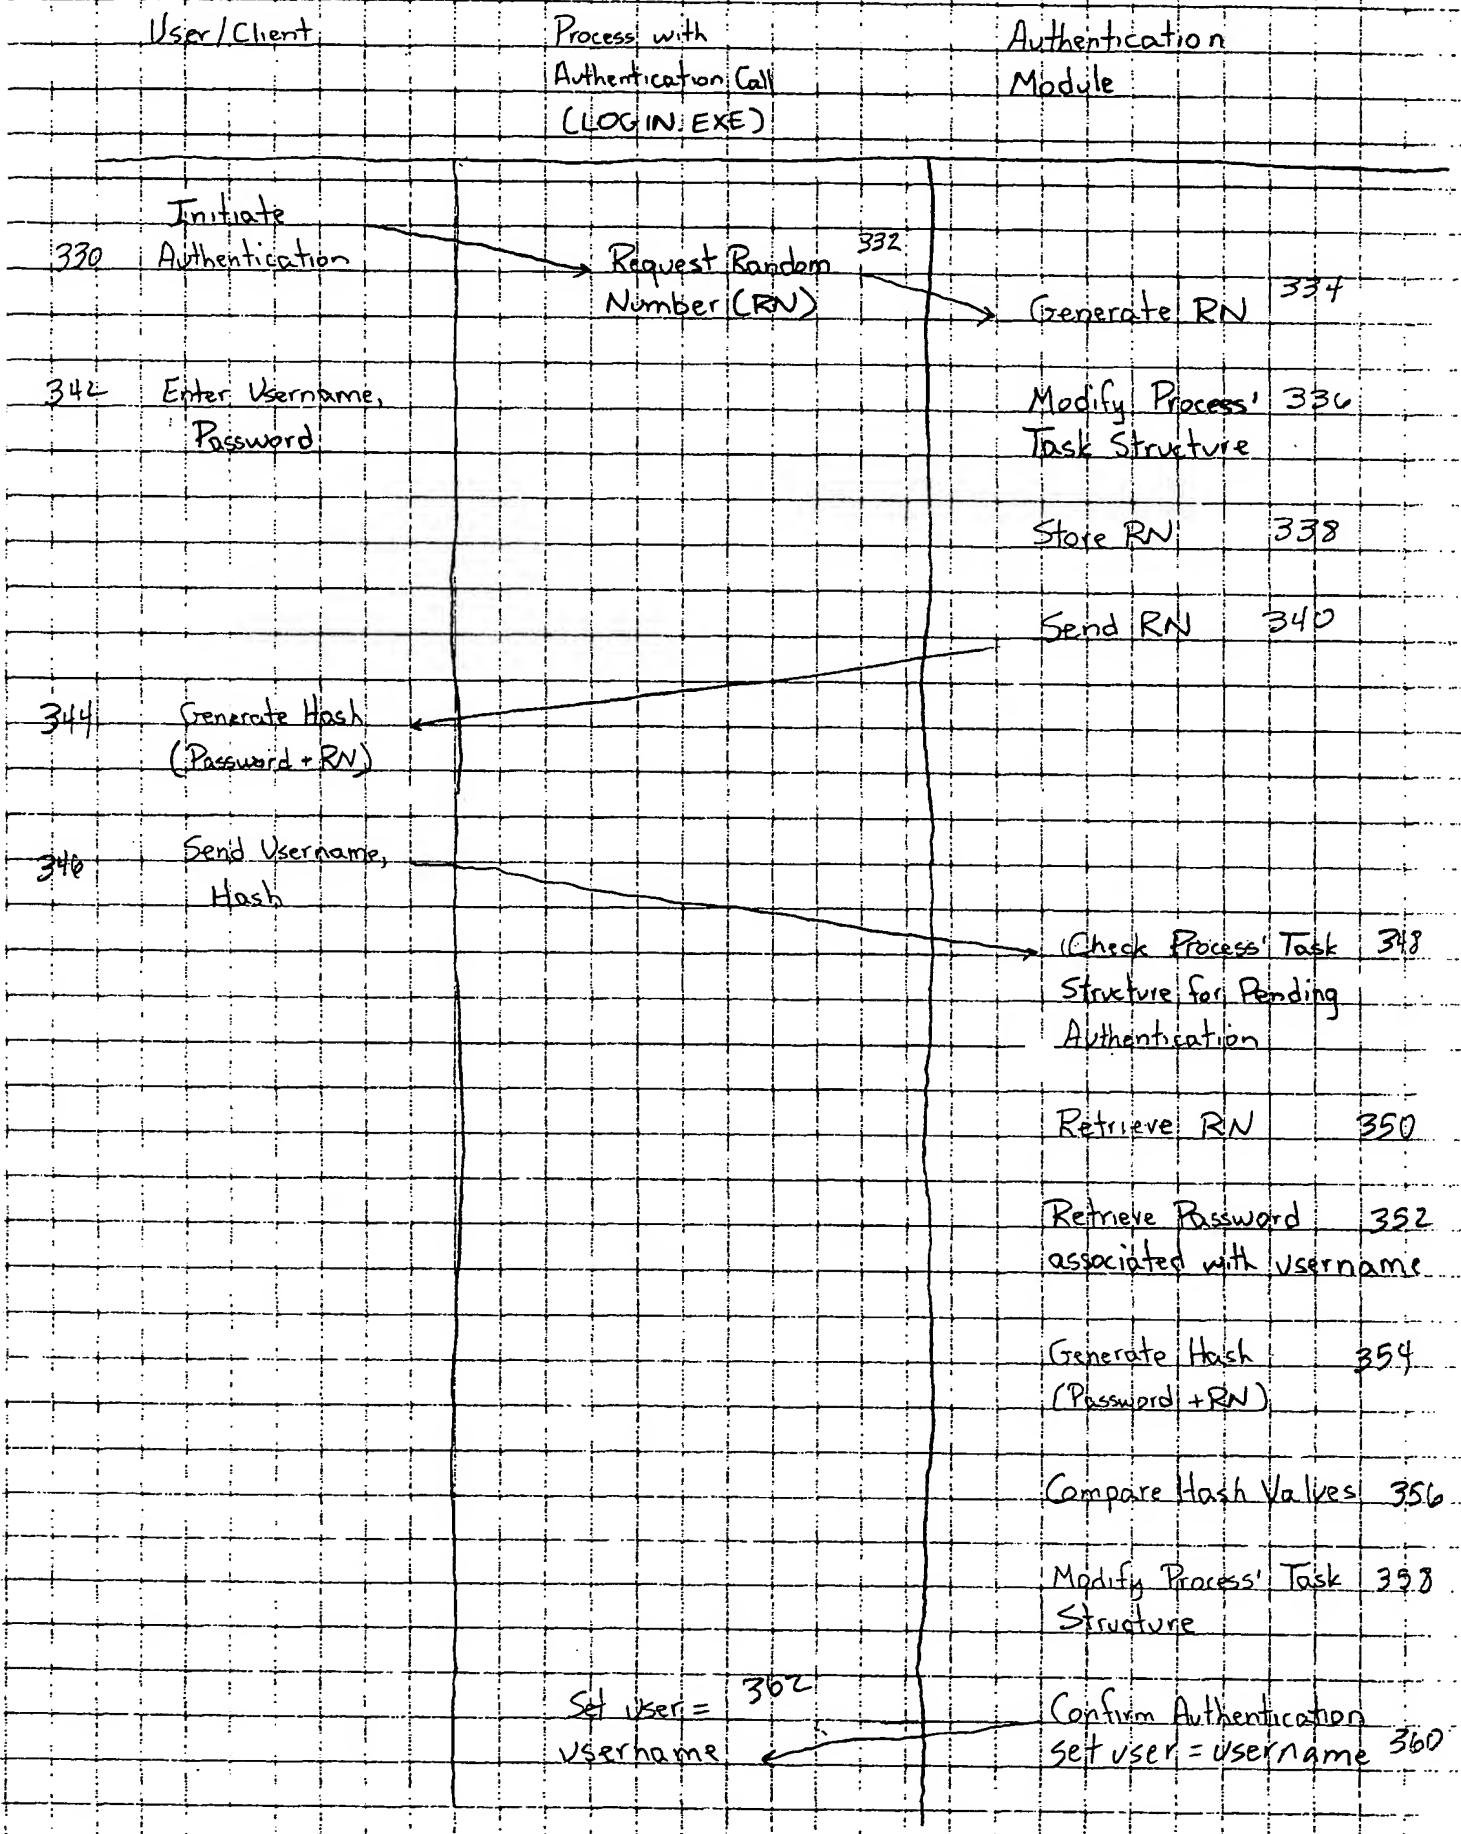 User/Client
Process with
Authentication Call
(LOGIN.EXE)
Authentication
Module
Initiate
330 Authentication
Request Random 332
Number (RN)
Generate RN 334
342 Enter Username,
Password
Modify Process' 336
Task Structure
Store RN 338
Send RN 340
344 Generate Hash
(Password + RN)
346 Send Username,
Hash
Check Process' Task 348
Structure for Pending
Authentication
Retrieve RN 350
Retrieve Password 352
associated with username
Generate Hash 354
(Password + RN)
Compare Hash Values 356
Modify Process' Task 358
Structure
Set user = 362
username
Confirm Authentication
set user = username 360